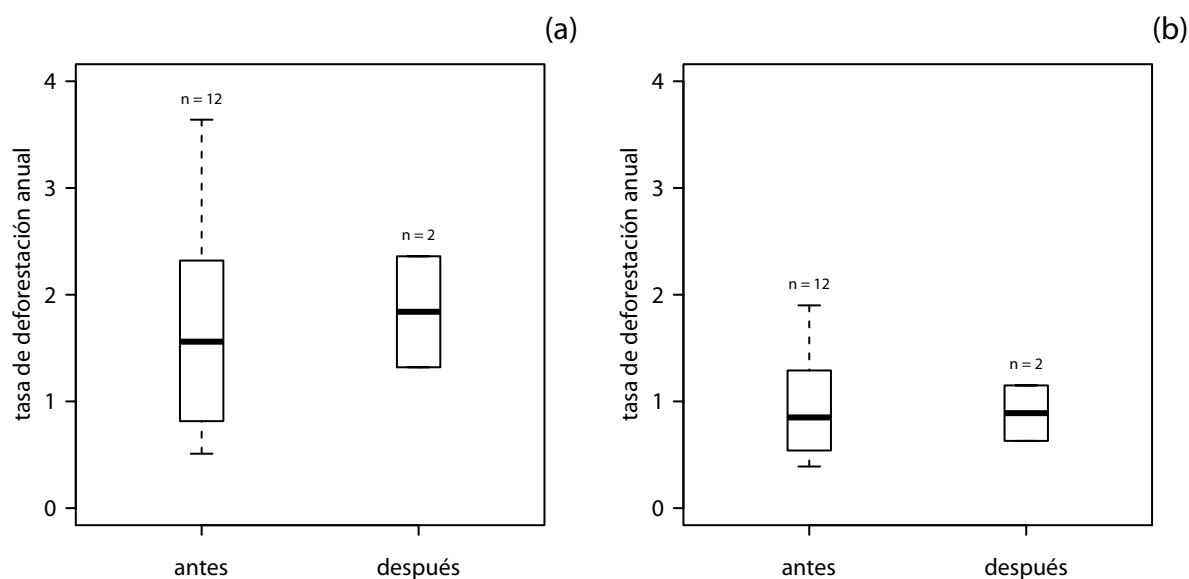 (a)
tasa de deforestación anual
4
3
2
1
0
n = 12
n = 2
antes
después
(b)
tasa de deforestación anual
4
3
2
1
0
n = 12
n = 2
antes
después